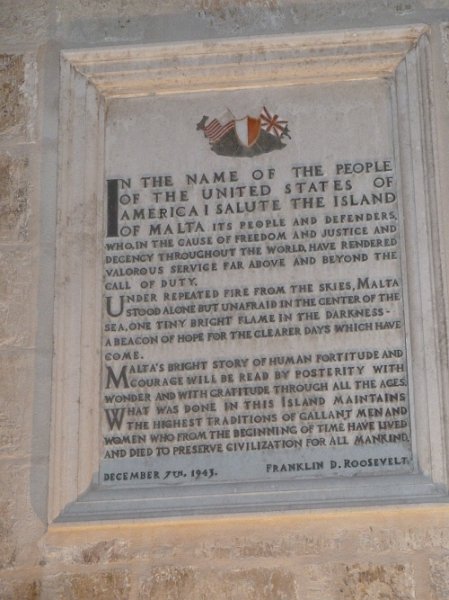 IN THE NAME OF THE PEOPLE
OF THE UNITED STATES OF
AMERICA I SALUTE THE ISLAND
OF MALTA ITS PEOPLE AND DEFENDERS,
WHO, IN THE CAUSE OF FREEDOM AND JUSTICE AND
DECENCY THROUGHOUT THE WORLD, HAVE RENDERED
VALOROUS SERVICE FAR ABOVE AND BEYOND THE
CALL OF DUTY.
UNDER REPEATED FIRE FROM THE SKIES, MALTA
STOOD ALONE BUT UNAFRAID IN THE CENTER OF THE
SEA, ONE TINY BRIGHT FLAME IN THE DARKNESS -
A BEACON OF HOPE FOR THE CLEARER DAYS WHICH HAVE
COME.
MALTA'S BRIGHT STORY OF HUMAN FORTITUDE AND
COURAGE WILL BE READ BY POSTERITY WITH
WONDER AND WITH GRATITUDE THROUGH ALL THE AGES.
WHAT WAS DONE IN THIS ISLAND MAINTAINS
THE HIGHEST TRADITIONS OF GALLANT MEN AND
WOMEN WHO FROM THE BEGINNING OF TIME HAVE LIVED
AND DIED TO PRESERVE CIVILIZATION FOR ALL MANKIND.
DECEMBER 7TH, 1943. FRANKLIN D. ROOSEVELT.